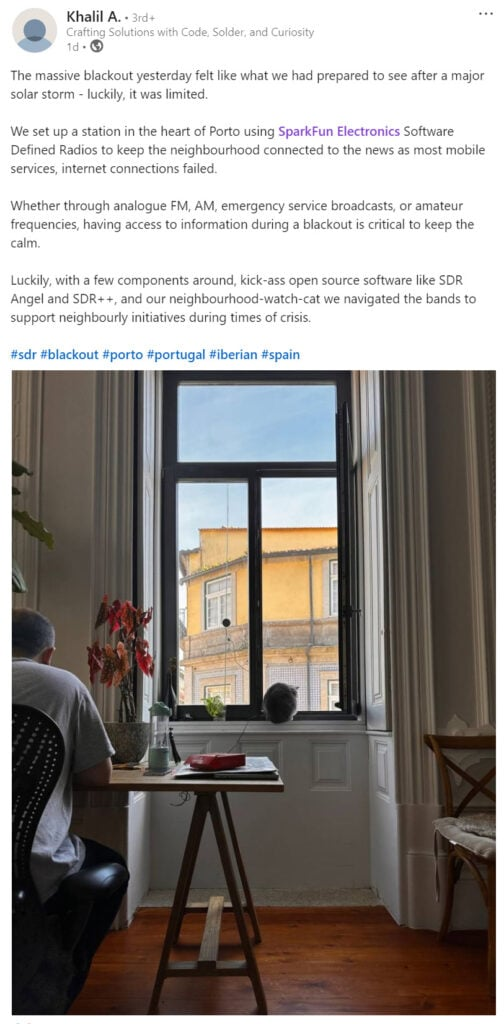 Khalil A. • 3rd+
Crafting Solutions with Code, Solder, and Curiosity
1d •
The massive blackout yesterday felt like what we had prepared to see after a major
solar storm - luckily, it was limited.
We set up a station in the heart of Porto using SparkFun Electronics Software
Defined Radios to keep the neighbourhood connected to the news as most mobile
services, internet connections failed.
Whether through analogue FM, AM, emergency service broadcasts, or amateur
frequencies, having access to information during a blackout is critical to keep the
calm.
Luckily, with a few components around, kick-ass open source software like SDR
Angel and SDR++, and our neighbourhood-watch-cat we navigated the bands to
support neighbourly initiatives during times of crisis.
#sdr #blackout #porto #portugal #iberian #spain